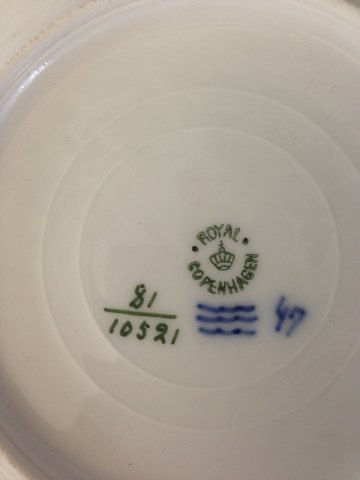 ROYAL
COPENHAGEN
81
10521
47